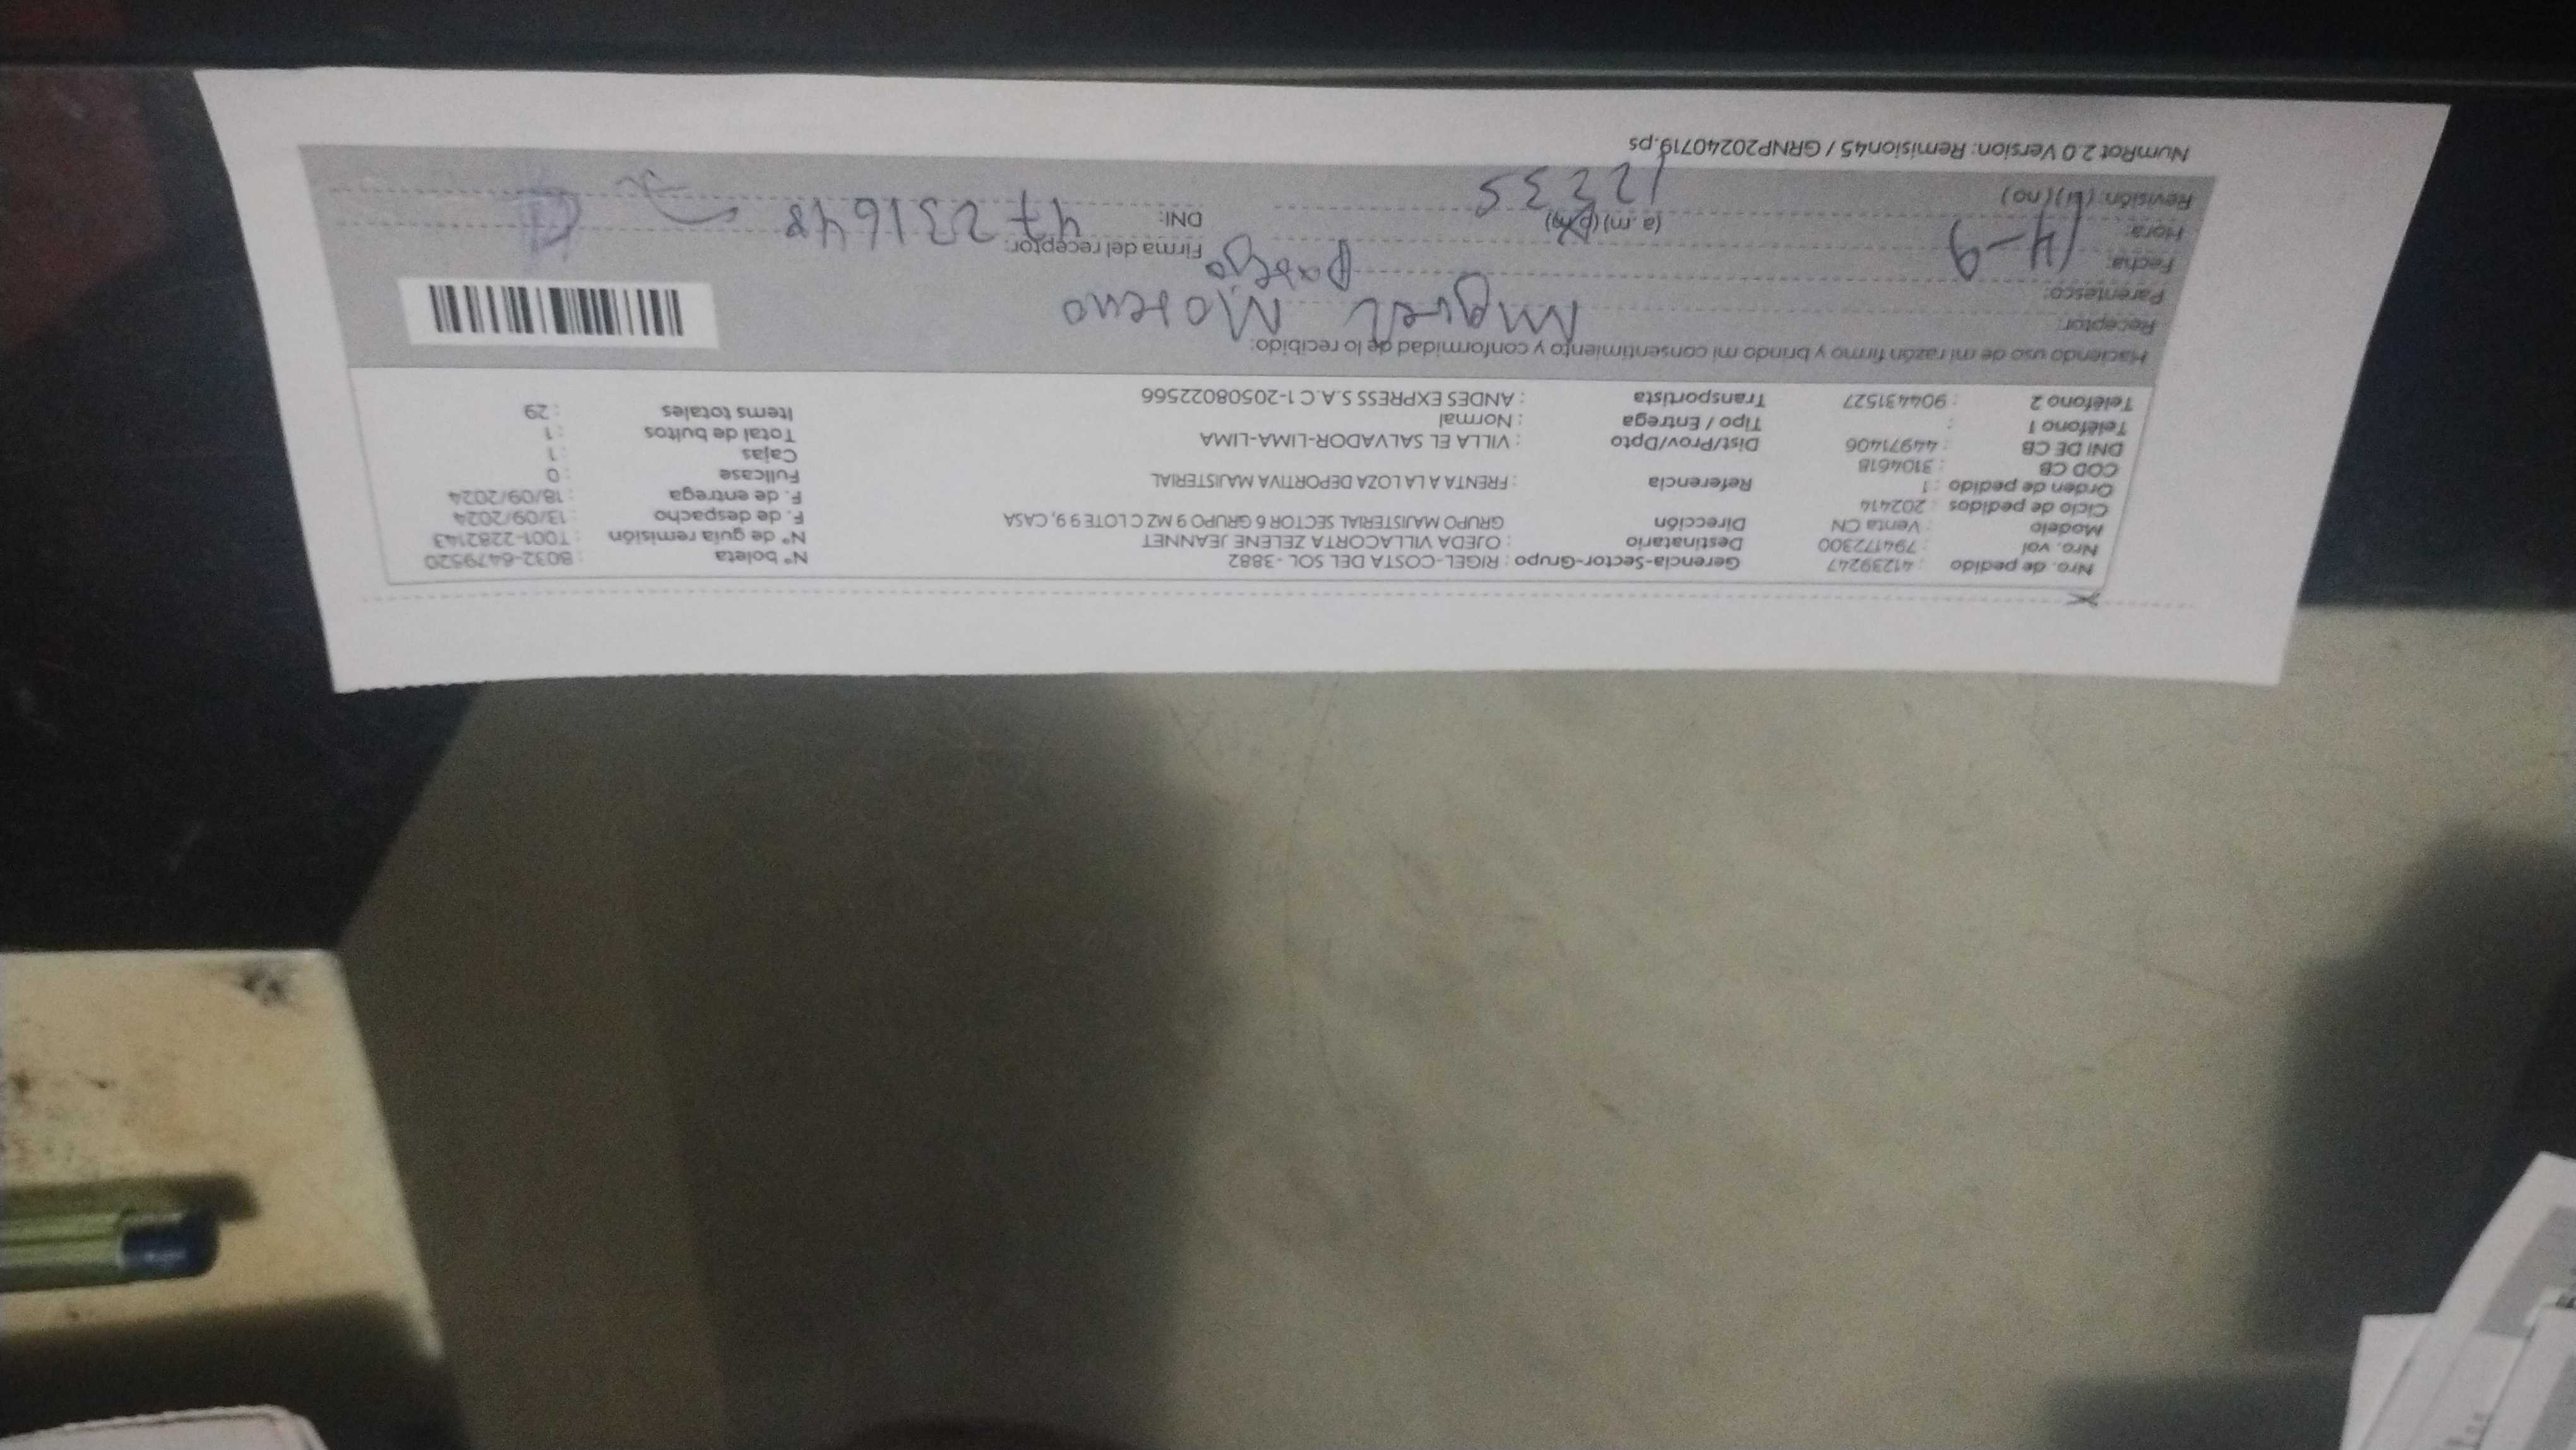 Nro. de pedido : 41239247 Gerencia-Sector-Grupo : RIGEL-COSTA DEL SOL -3882 N° boleta : B032-6479520
Nro. vol : 794172300 Destinatario : OJEDA VILLACORTA ZELENE JEANNET N° de guía remisión : T001-2282143
Modelo : Venta CN Dirección GRUPO MAJISTERIAL SECTOR 6 GRUPO 9 MZ C LOTE 9 9, CASA F. de despacho : 13/09/2024
Ciclo de pedidos : 202414 F. de entrega : 18/09/2024
Orden de pedido : 1 Referencia : FRENTA A LA LOZA DEPORTIVA MAJISTERIAL Fullcase : 0
COD CB : 3104618 Cajas : 1
DNI DE CB : 44971406 Dist/Prov/Dpto : VILLA EL SALVADOR-LIMA-LIMA Total de bultos : 1
Teléfono 1 : Tipo / Entrega : Normal Items totales : 29
Teléfono 2 : 904431527 Transportista : ANDES EXPRESS S.A.C 1-20508022566
Haciendo uso de mi razón firmo y brindo mi consentimiento y conformidad de lo recibido:
Receptor: Miguel Moreno
Parentesco: pareja
Fecha: 14-9 Firma del receptor:
Hora: (a.m) (p.m) DNI: 47231648
Revisión: (si) (no) 12335
NumRot 2.0 Version: Remision45 / GRNP20240719.ps